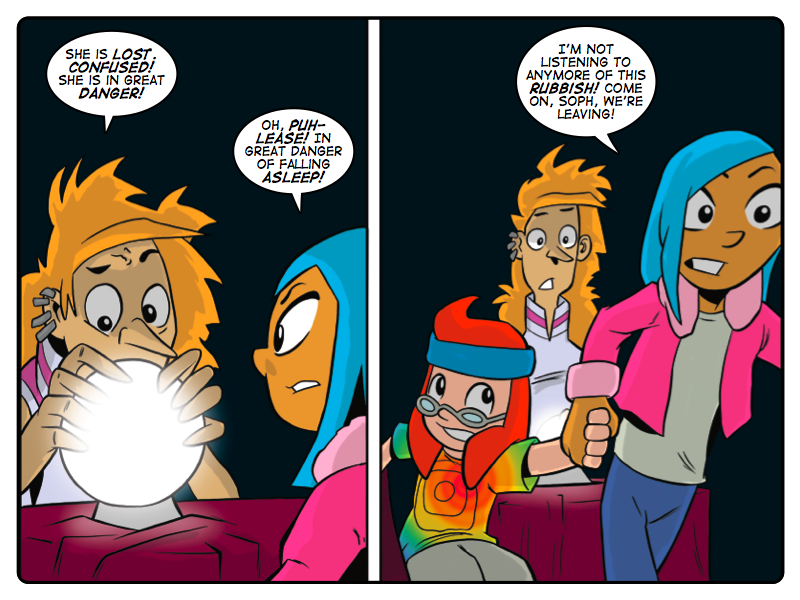 SHE IS LOST.
CONFUSED!
SHE IS IN GREAT
DANGER!
OH, PUH-
LEASE! IN
GREAT DANGER
OF FALLING
ASLEEP!
I'M NOT
LISTENING TO
ANYMORE OF THIS
RUBBISH! COME
ON, SOPH, WE'RE
LEAVING!